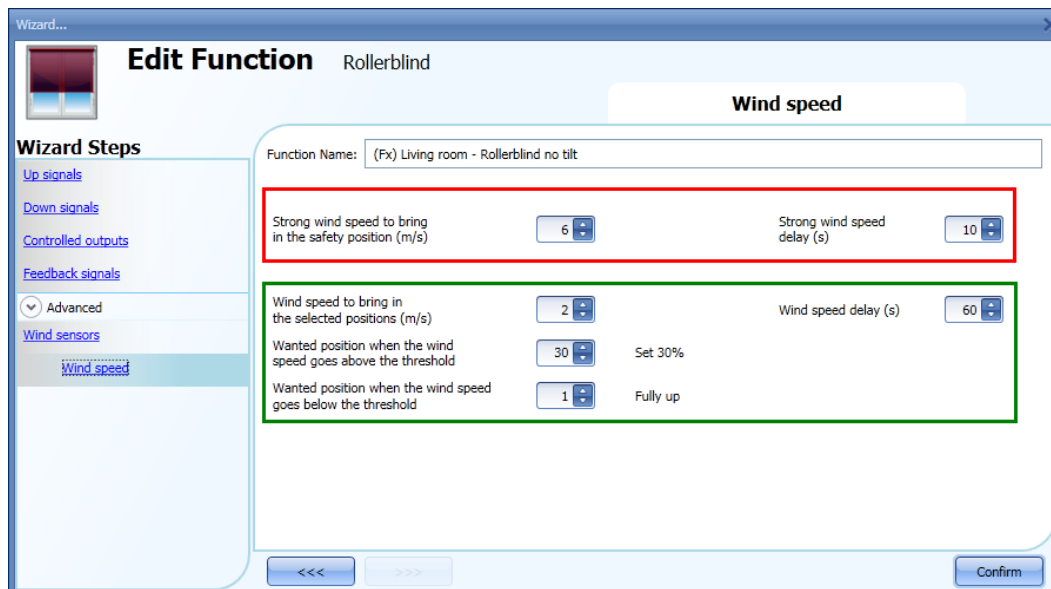 Wizard...
Edit Function Rollerblind
Wind speed
Wizard Steps
Up signals
Down signals
Controlled outputs
Feedback signals
Advanced
Wind sensors
Wind speed
Function Name: (Fx) Living room - Rollerblind no tilt
Strong wind speed to bring
in the safety position (m/s)
6
Strong wind speed
delay (s)
10
Wind speed to bring in
the selected positions (m/s)
2
Wind speed delay (s)
60
Wanted position when the wind
speed goes above the threshold
30
Set 30%
Wanted position when the wind speed
goes below the threshold
1
Fully up
<<<
>>>
Confirm